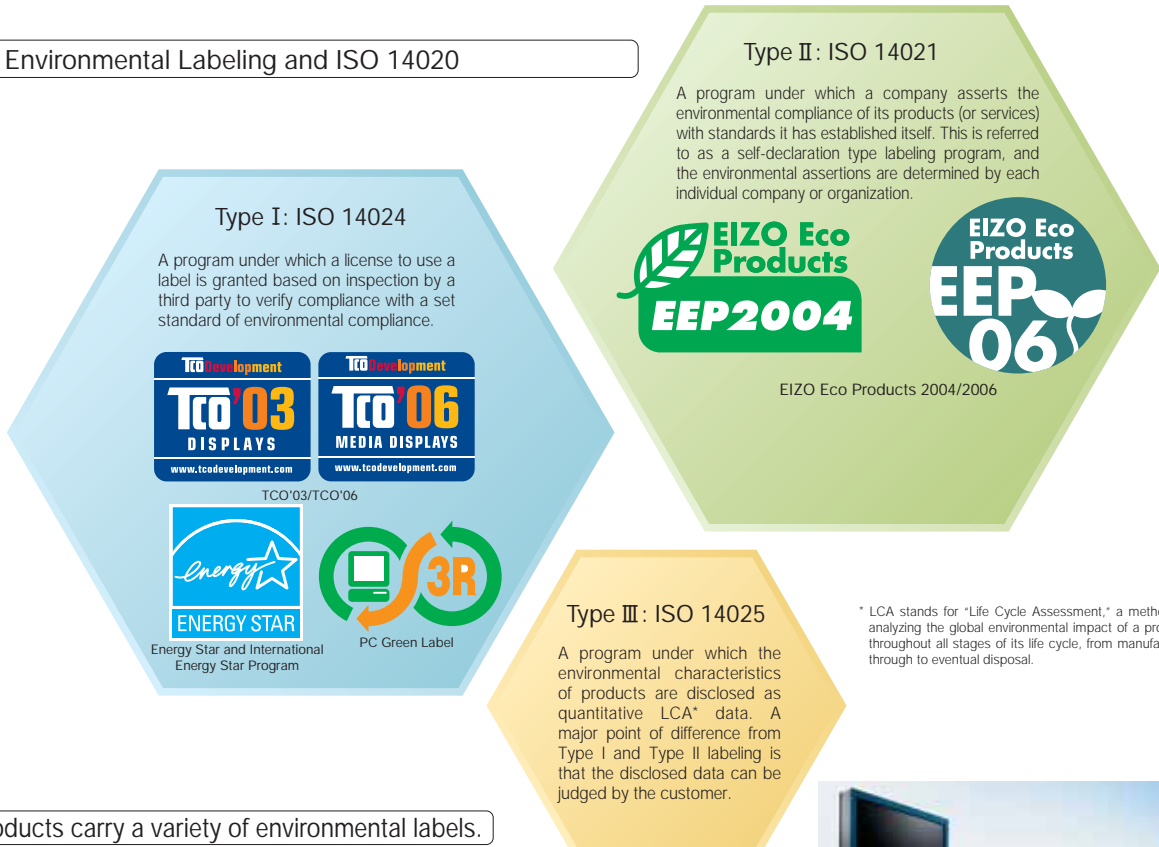 Environmental Labeling and ISO 14020
Type Ⅱ: ISO 14021
A program under which a company asserts the
environmental compliance of its products (or services)
with standards it has established itself. This is referred
to as a self-declaration type labeling program, and
the environmental assertions are determined by each
individual company or organization.
EIZO Eco
Products
EEP2004
EIZO Eco
Products
EEP
06
EIZO Eco Products 2004/2006
Type Ⅰ: ISO 14024
A program under which a license to use a
label is granted based on inspection by a
third party to verify compliance with a set
standard of environmental compliance.
TCO Development
TCO'03
DISPLAYS
www.tcodevelopment.com
TCO Development
TCO'06
MEDIA DISPLAYS
www.tcodevelopment.com
TCO'03/TCO'06
energy
ENERGY STAR
Energy Star and International
Energy Star Program
3R
PC Green Label
Type Ⅲ: ISO 14025
A program under which the
environmental characteristics
of products are disclosed as
quantitative LCA* data. A
major point of difference from
Type I and Type II labeling is
that the disclosed data can be
judged by the customer.
* LCA stands for "Life Cycle Assessment," a
analyzing the global environmental impact of a
throughout all stages of its life cycle, from
through to eventual disposal.
carry a variety of environmental labels.